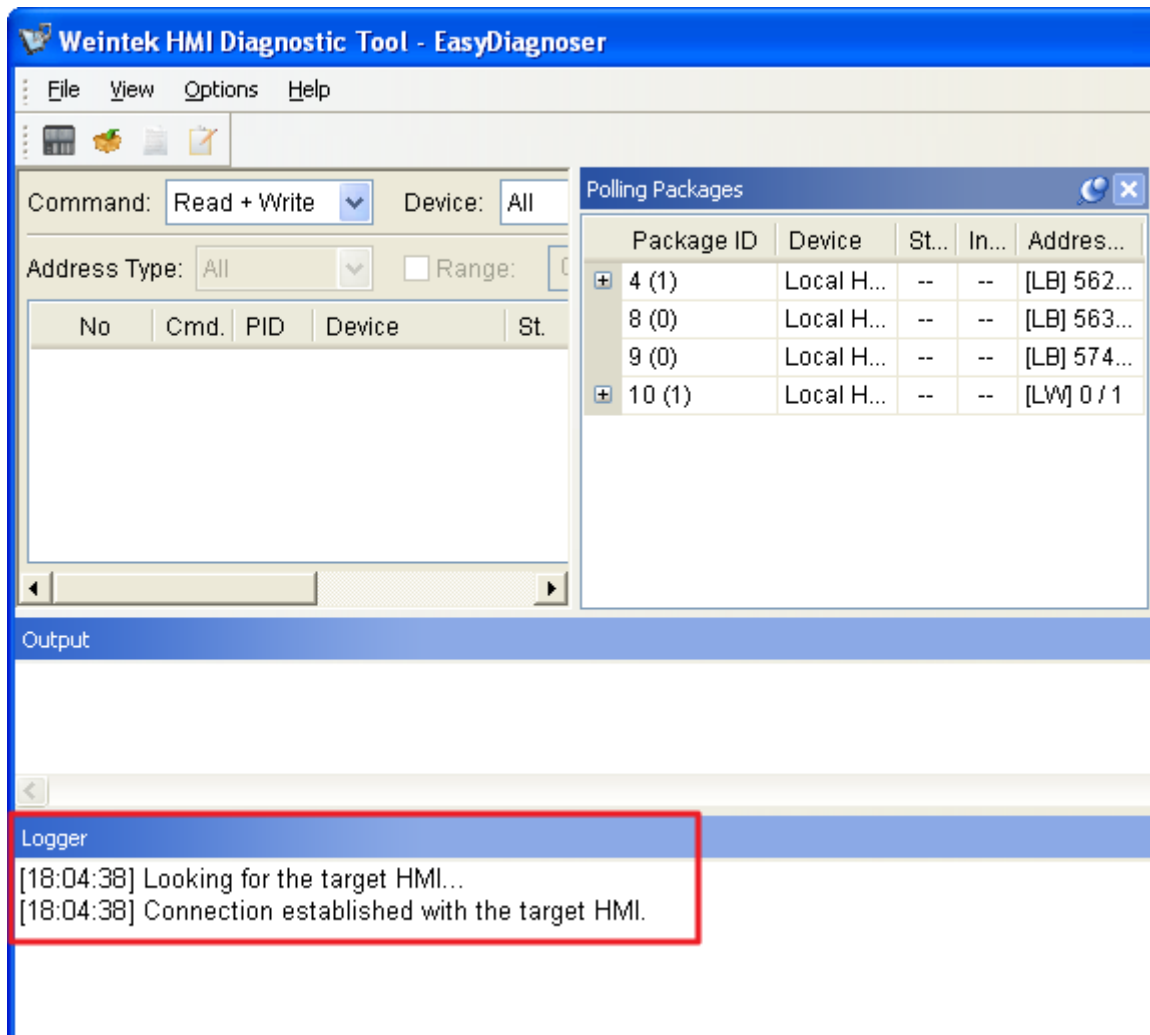 Weintek HMI Diagnostic Tool - EasyDiagnoser
File View Options Help
Command: Read + Write Device: All
Address Type: All Range:
No Cmd. PID Device St.
Polling Packages
Package ID Device St... In... Addres...
4 (1) Local H... -- -- [LB] 562...
8 (0) Local H... -- -- [LB] 563...
9 (0) Local H... -- -- [LB] 574...
10 (1) Local H... -- -- [LW] 0 / 1
Output
Logger
[18:04:38] Looking for the target HMI...
[18:04:38] Connection established with the target HMI.